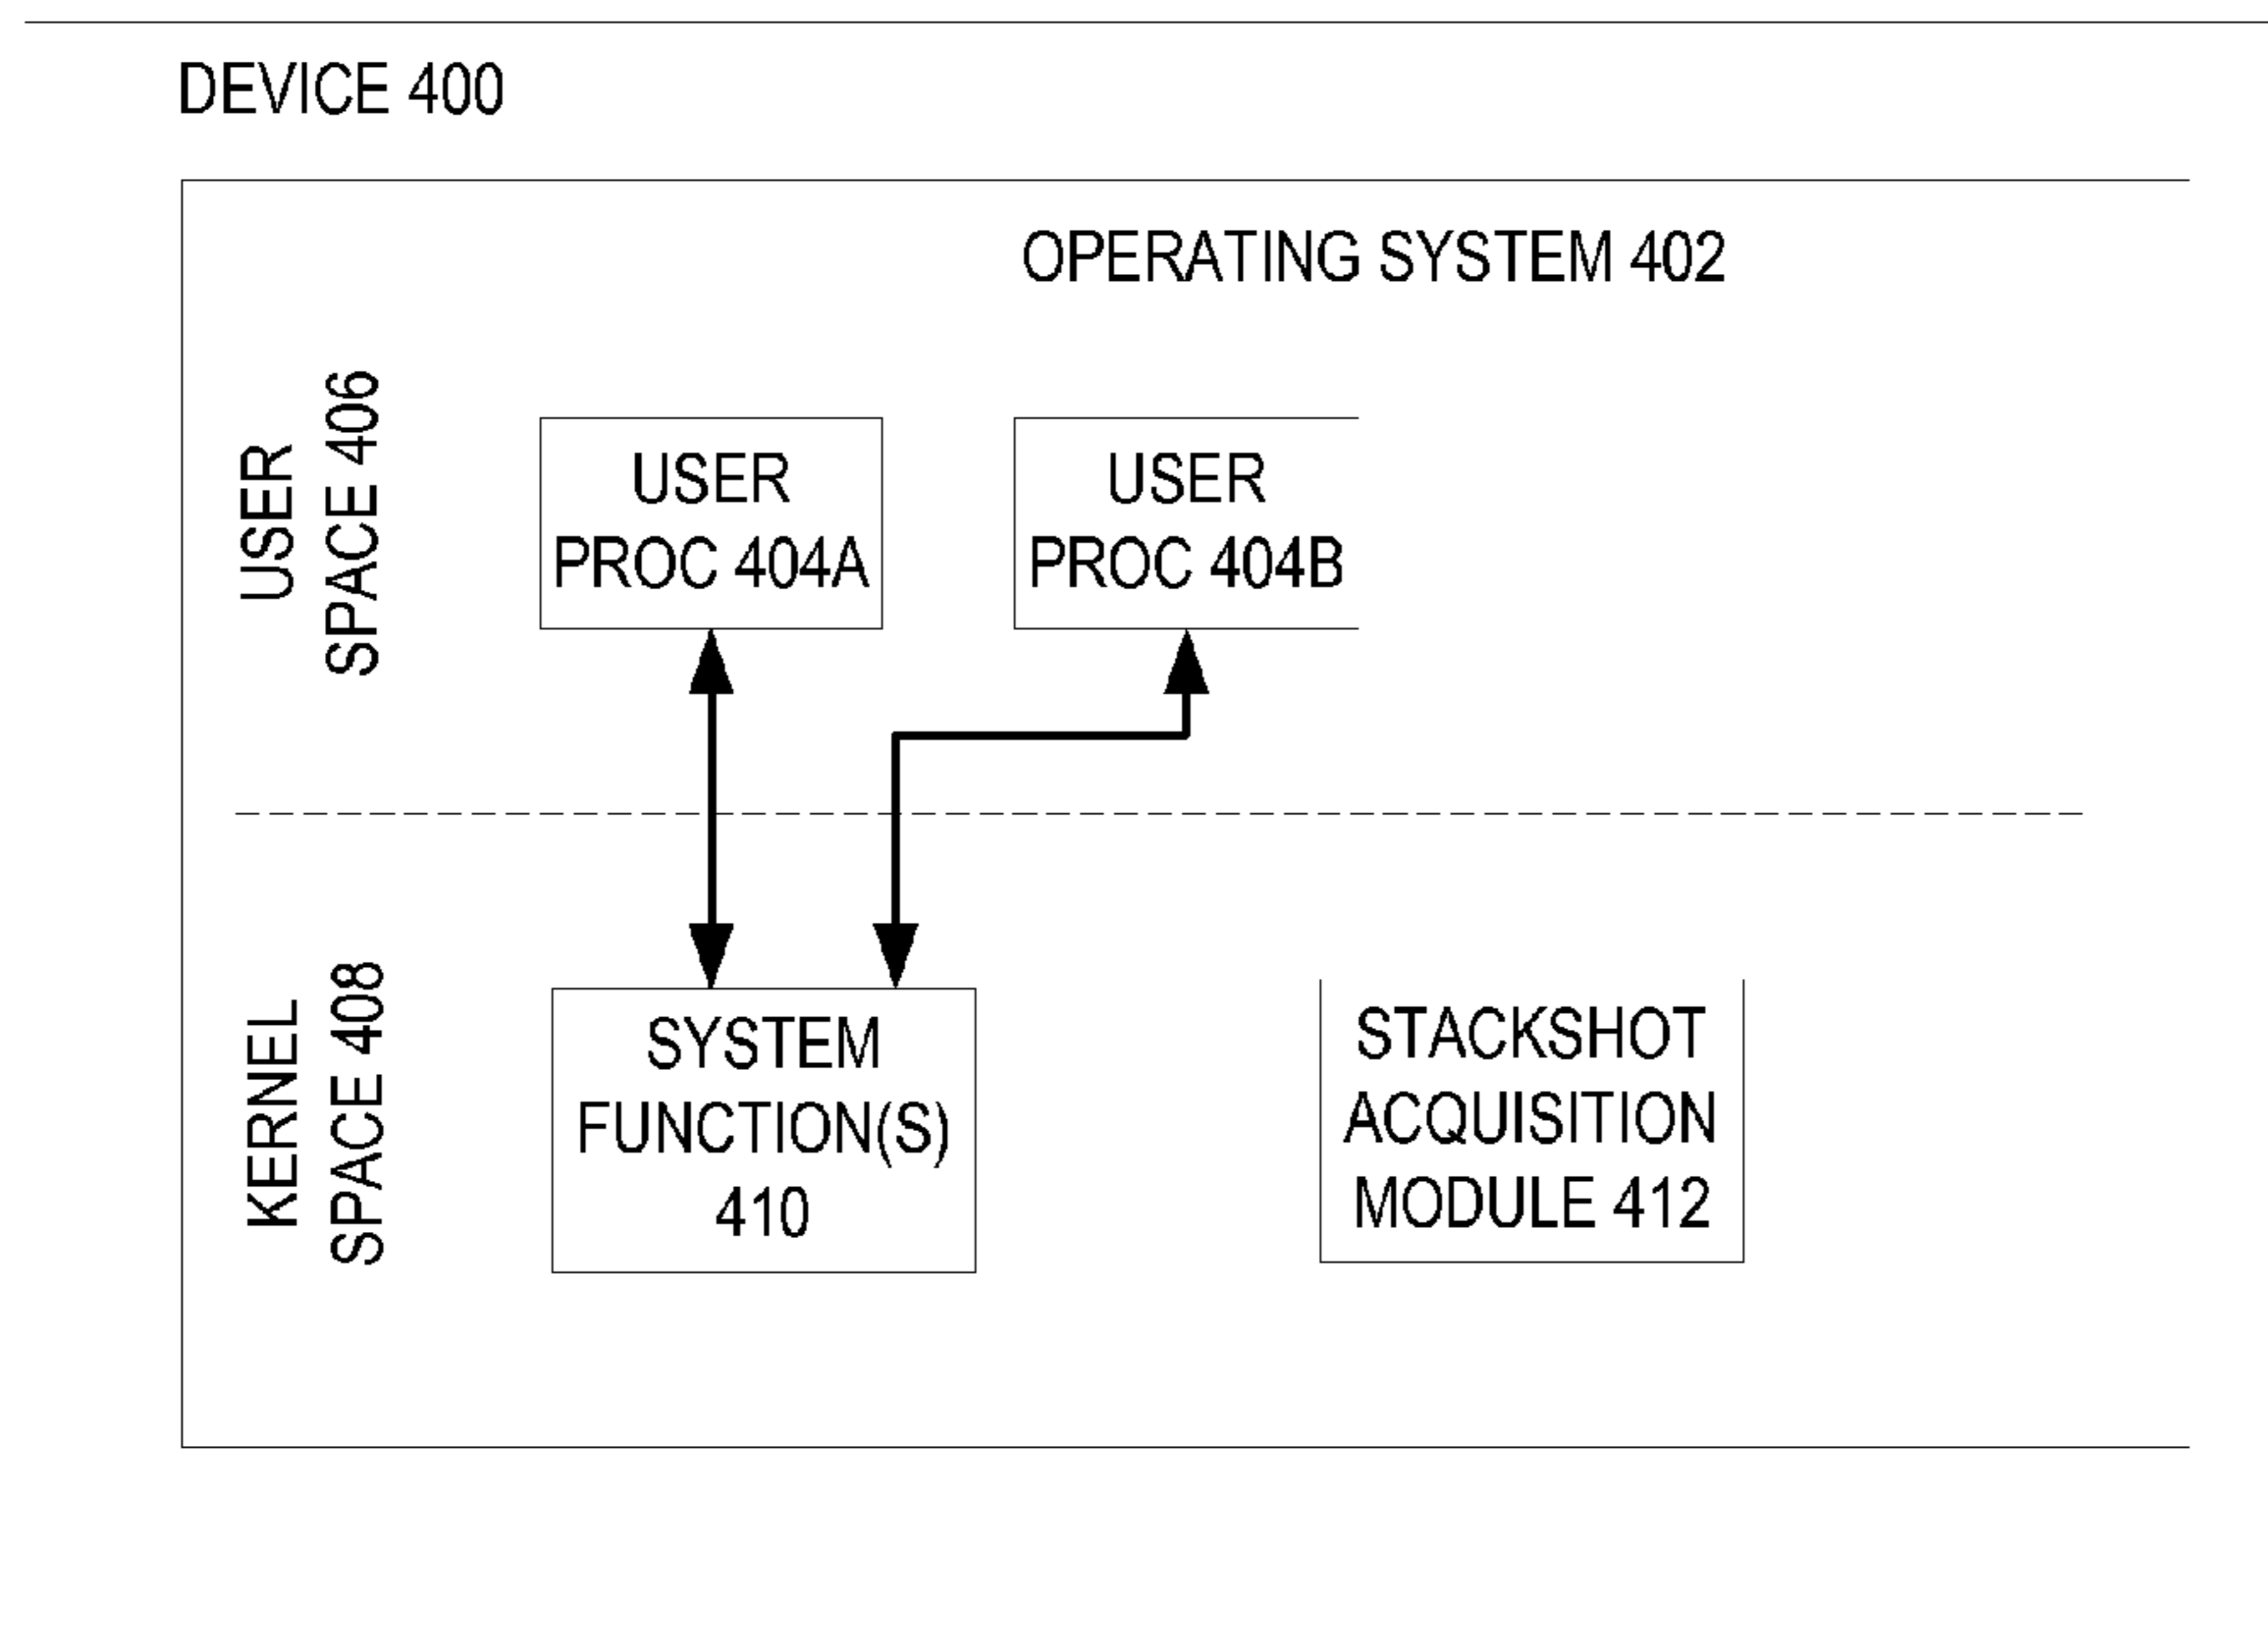 DEVICE 400
OPERATING SYSTEM 402
USER
SPACE 406
USER
PROC 404A
USER
PROC 404B
KERNEL
SPACE 408
SYSTEM
FUNCTION(S)
410
STACKSHOT
ACQUISITION
MODULE 412